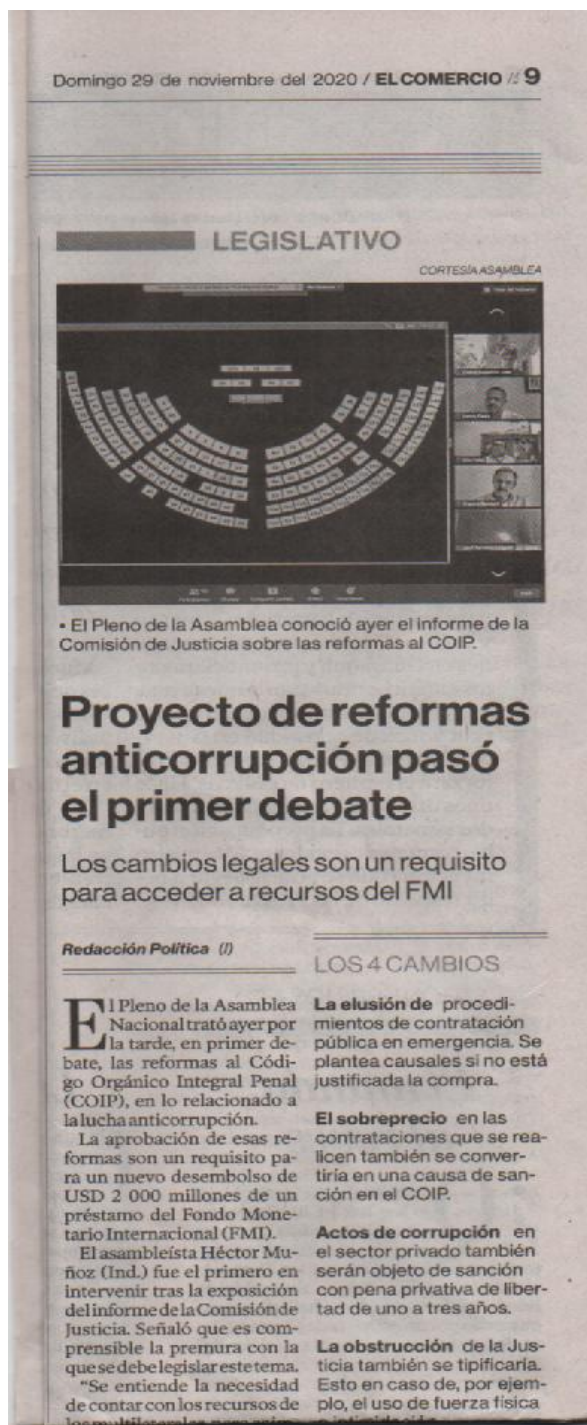 Domingo 29 de noviembre del 2020 / EL COMERCIO // 9
LEGISLATIVO
CORTESÍA ASAMBLEA
• El Pleno de la Asamblea conoció ayer el informe de la
Comisión de Justicia sobre las reformas al COIP.
Proyecto de reformas
anticorrupción pasó
el primer debate
Los cambios legales son un requisito
para acceder a recursos del FMI
Redacción Política (I)
El Pleno de la Asamblea
Nacional trató ayer por
la tarde, en primer de-
bate, las reformas al Códi-
go Orgánico Integral Penal
(COIP), en lo relacionado a
la lucha anticorrupción.
La aprobación de esas re-
formas son un requisito pa-
ra un nuevo desembolso de
USD 2 000 millones de un
préstamo del Fondo Mone-
tario Internacional (FMI).
El asambleísta Héctor Mu-
ñoz (Ind.) fue el primero en
intervenir tras la exposición
del informe de la Comisión de
Justicia. Señaló que es com-
prensible la premura con la
que se debe legislar este tema.
"Se entiende la necesidad
de contar con los recursos de
LOS 4 CAMBIOS
La elusión de procedi-
mientos de contratación
pública en emergencia. Se
plantea causales si no está
justificada la compra.
El sobreprecio en las
contrataciones que se rea-
licen también se conver-
tiría en una causa de san-
ción en el COIP.
Actos de corrupción en
el sector privado también
serán objeto de sanción
con pena privativa de liber-
tad de uno a tres años.
La obstrucción de la Jus-
ticia también se tipificaría.
Esto en caso de, por ejem-
plo, el uso de fuerza física